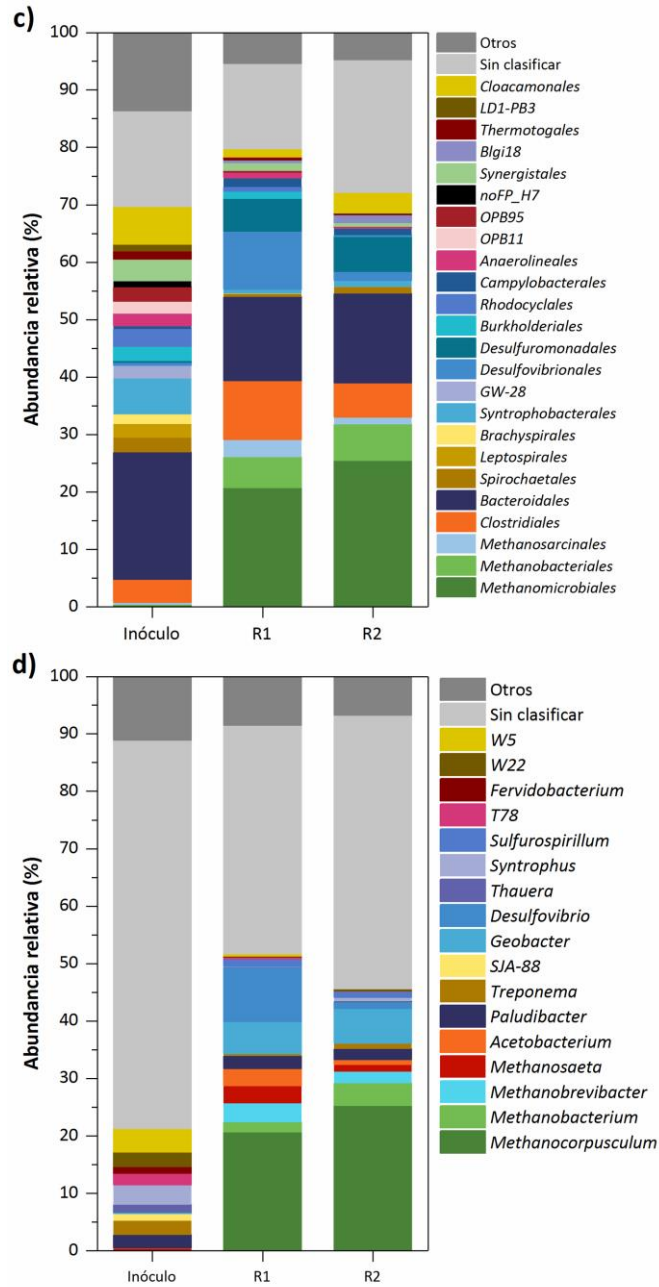 c)
Abundancia relativa (%)
100
90
80
70
60
50
40
30
20
10
0
Inóculo
R1
R2
Otros
Sin clasificar
Cloacamonales
LD1-PB3
Thermotogales
Blgi18
Synergistales
noFP_H7
OPB95
OPB11
Anaerolineales
Campylobacterales
Rhodocyclales
Burkholderiales
Desulfuromonadales
Desulfovibrionales
GW-28
Syntrophobacterales
Brachyspirales
Leptospirales
Spirochaetales
Bacteroidales
Clostridiales
Methanosarcinales
Methanobacteriales
Methanomicrobiales
d)
Abundancia relativa (%)
100
90
80
70
60
50
40
30
20
10
0
Inóculo
R1
R2
Otros
Sin clasificar
W5
W22
Fervidobacterium
T78
Sulfurospirillum
Syntrophus
Thauera
Desulfovibrio
Geobacter
SJA-88
Treponema
Paludibacter
Acetobacterium
Methanosaeta
Methanobrevibacter
Methanobacterium
Methanocorpusculum